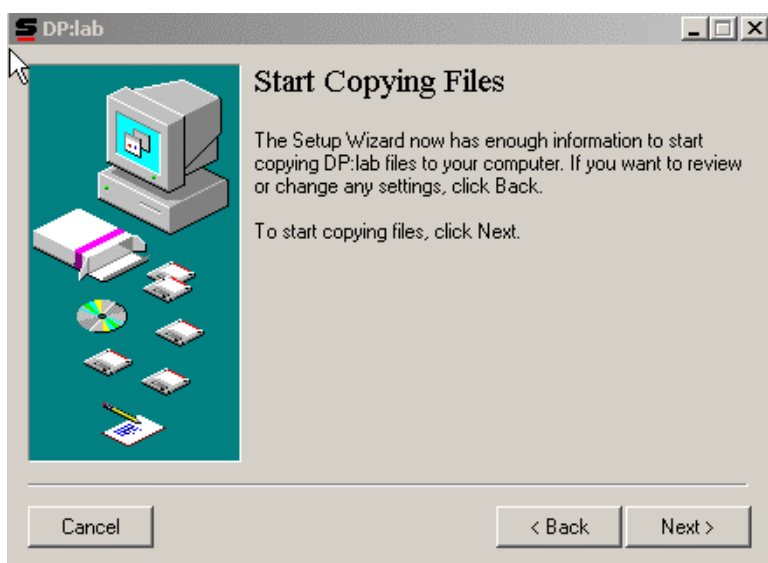 DP:lab
Start Copying Files
The Setup Wizard now has enough information to start
copying DP:lab files to your computer. If you want to review
or change any settings, click Back.
To start copying files, click Next.
Cancel
< Back
Next >